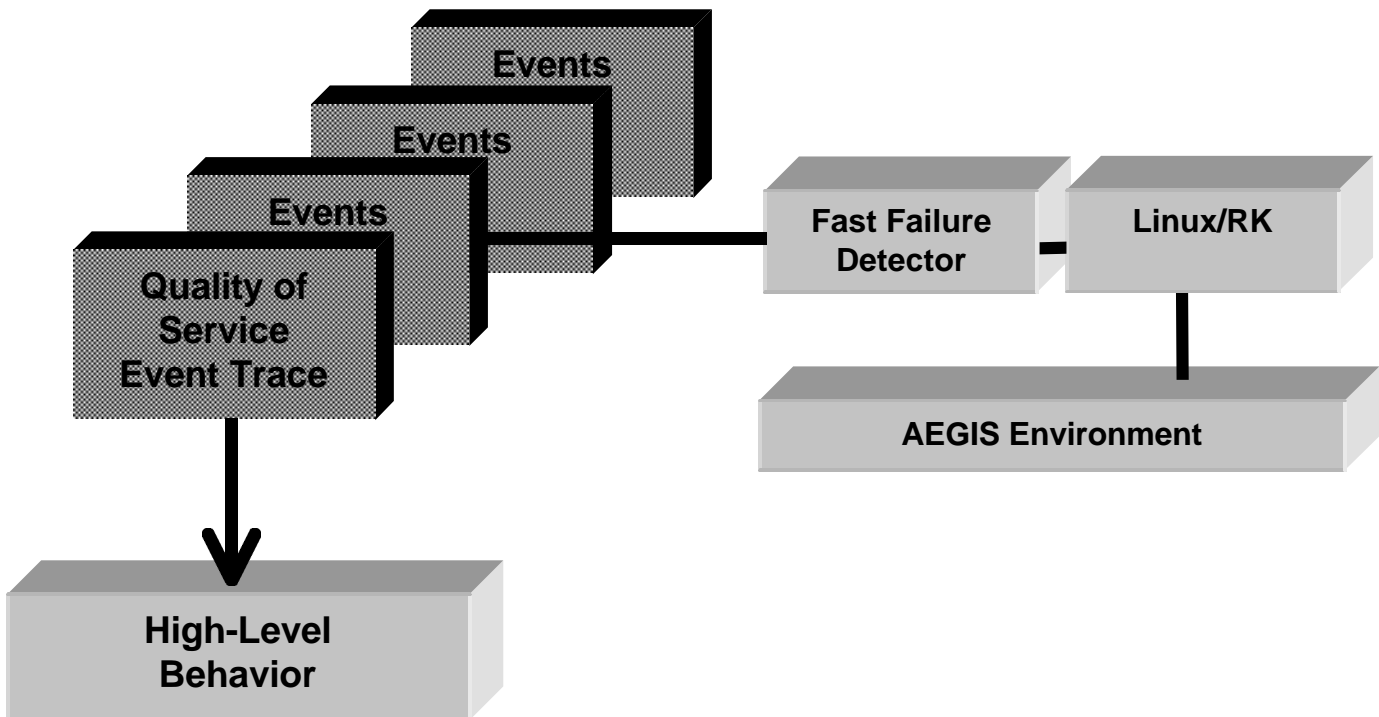 Events
Events
Events
Quality of
Service
Event Trace
Fast Failure
Detector
Linux/RK
AEGIS Environment
High-Level
Behavior